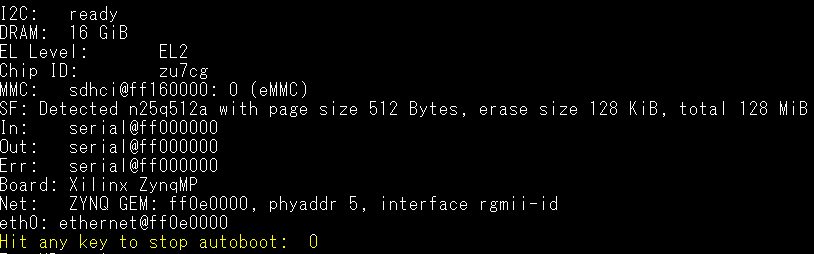 I2C:   ready
DRAM:  16 GiB
EL Level:      EL2
Chip ID:       zu7cg
MMC:   sdhci@ff160000: 0 (eMMC)
SF: Detected n25q512a with page size 512 Bytes, erase size 128 KiB, total 128 MiB
In:    serial@ff000000
Out:   serial@ff000000
Err:   serial@ff000000
Board: Xilinx ZynqMP
Net:   ZYNQ GEM: ff0e0000, phyaddr 5, interface rgmii-id
eth0: ethernet@ff0e0000
Hit any key to stop autoboot:  0